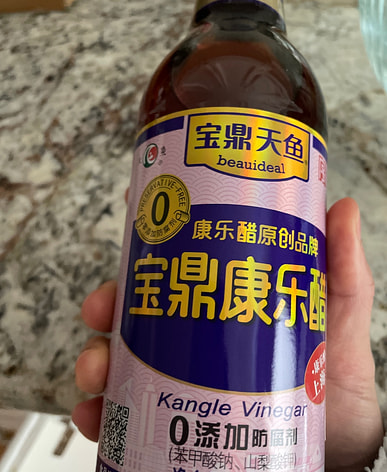 宝鼎天鱼
beauideal
PRESERVATIVE-FREE
0
康乐醋原创品牌
宝鼎康乐醋
Kangle Vinegar
0添加防腐剂
(苯甲酸钠、山梨酸钾)